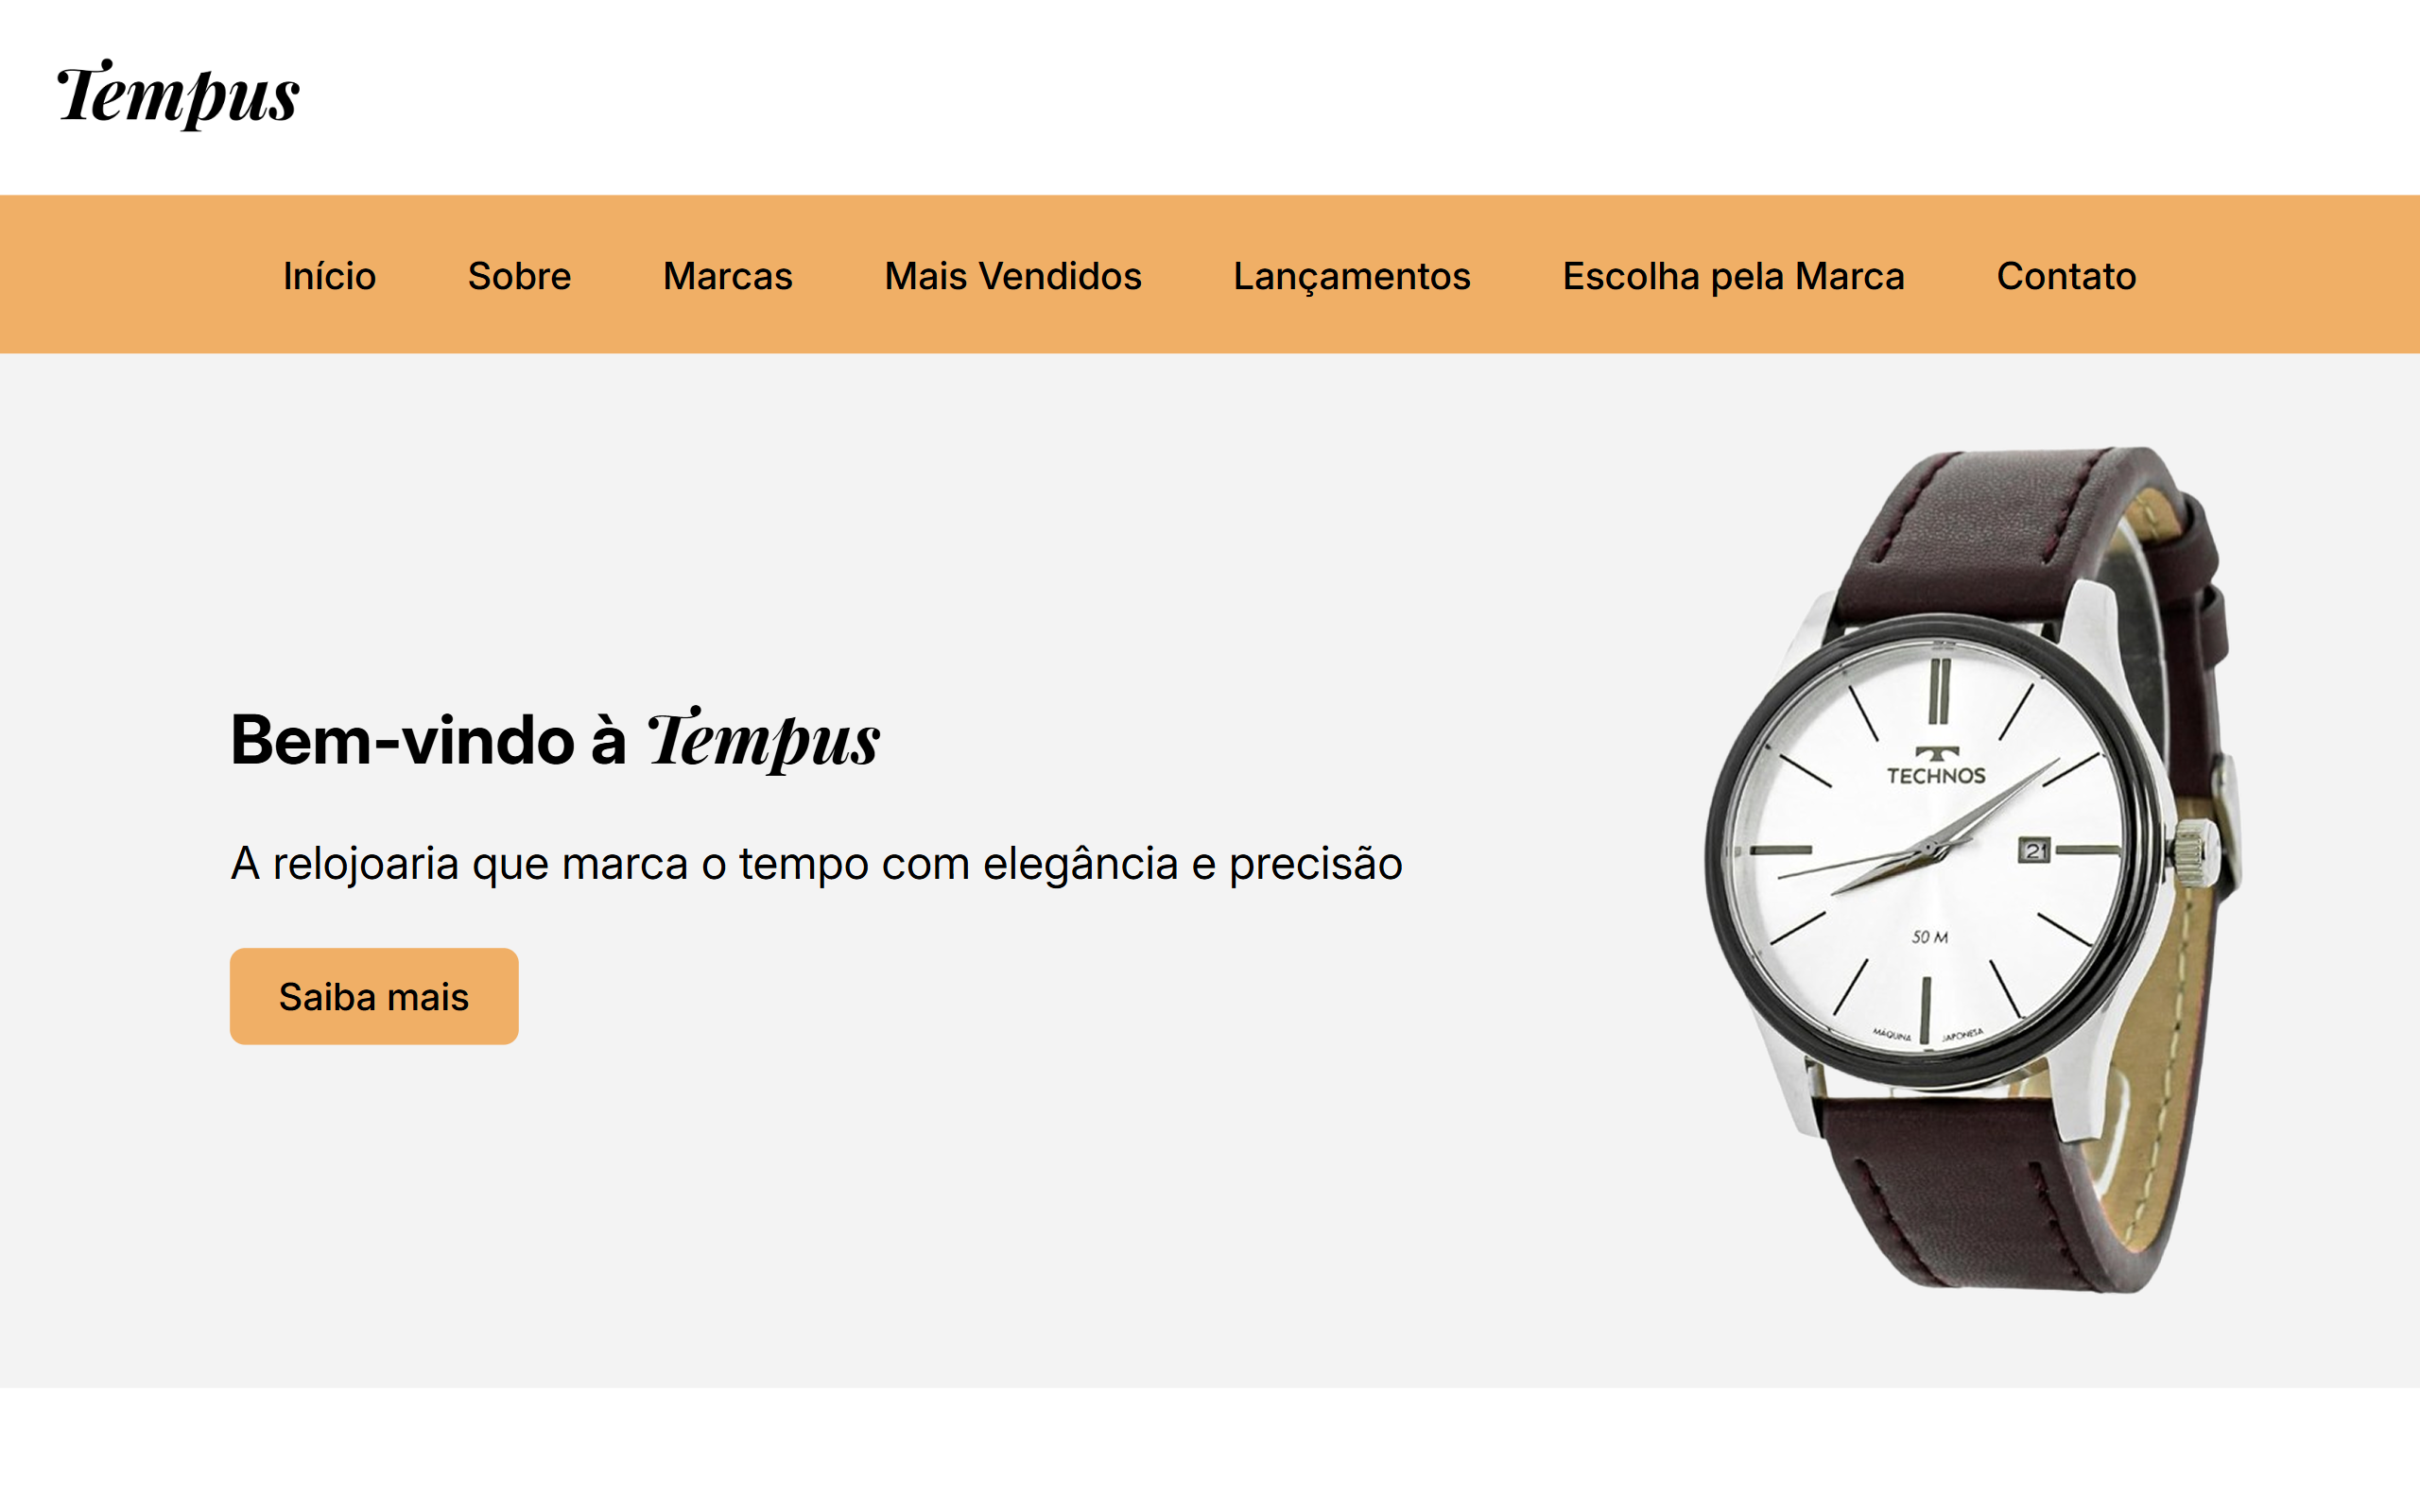 Tempus
Início Sobre Marcas Mais Vendidos Lançamentos Escolha pela Marca Contato
Bem-vindo à Tempus
A relojoaria que marca o tempo com elegância e precisão
Saiba mais
TECHNOS
21
50 M
MÁQUINA JAPONESA